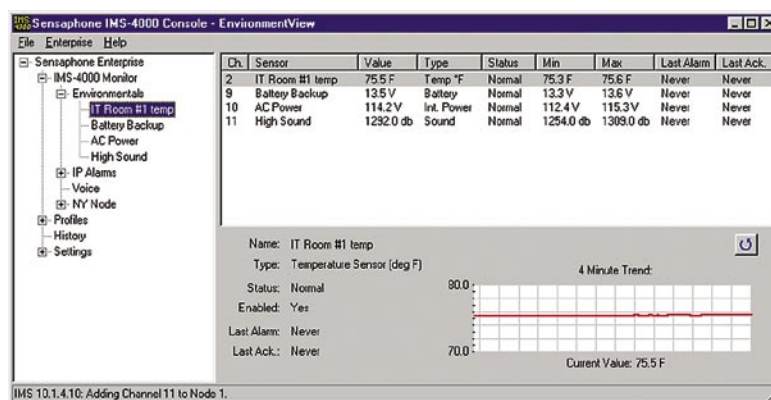 IMS 4000 Sensaphone IMS-4000 Console - EnvironmentView
File Enterprise Help
Sensaphone Enterprise
IMS-4000 Monitor
Environmentals
IT Room #1 temp
Battery Backup
AC Power
High Sound
IP Alarms
Voice
NY Node
Profiles
History
Settings
Ch. Sensor Value Type Status Min Max Last Alarm Last Ack.
2 IT Room #1 temp 75.5 F Temp °F Normal 75.3 F 75.6 F Never Never
9 Battery Backup 13.5 V Battery Normal 13.3 V 13.6 V Never Never
10 AC Power 114.2 V Int. Power Normal 112.4 V 115.3 V Never Never
11 High Sound 1292.0 db Sound Normal 1254.0 db 1309.0 db Never Never
Name: IT Room #1 temp
Type: Temperature Sensor (deg F)
Status: Normal
Enabled: Yes
Last Alarm: Never
Last Ack.: Never
4 Minute Trend:
80.0
70.0
Current Value: 75.5 F
IMS 10.1.4.10: Adding Channel 11 to Node 1.